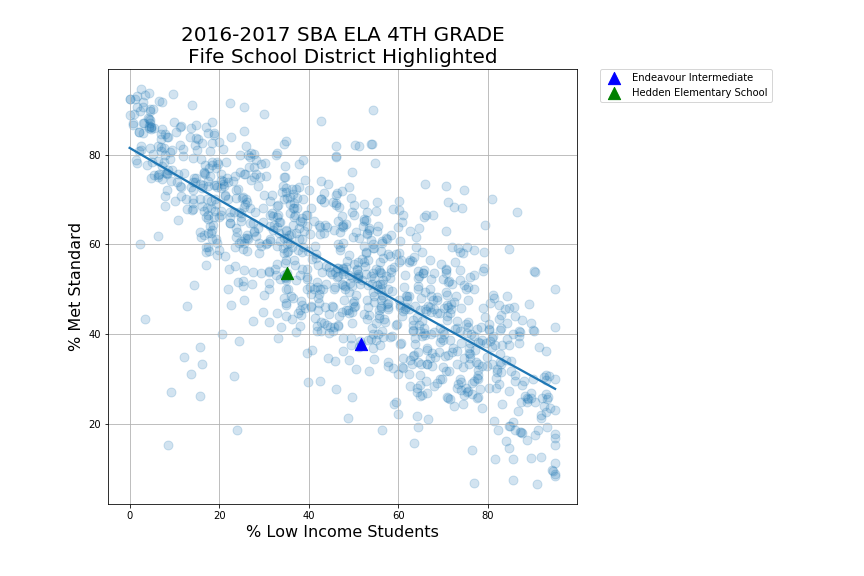 2016-2017 SBA ELA 4TH GRADE
Fife School District Highlighted
Endeavour Intermediate
Hedden Elementary School
% Met Standard
80
60
40
20
0 20 40 60 80
% Low Income Students